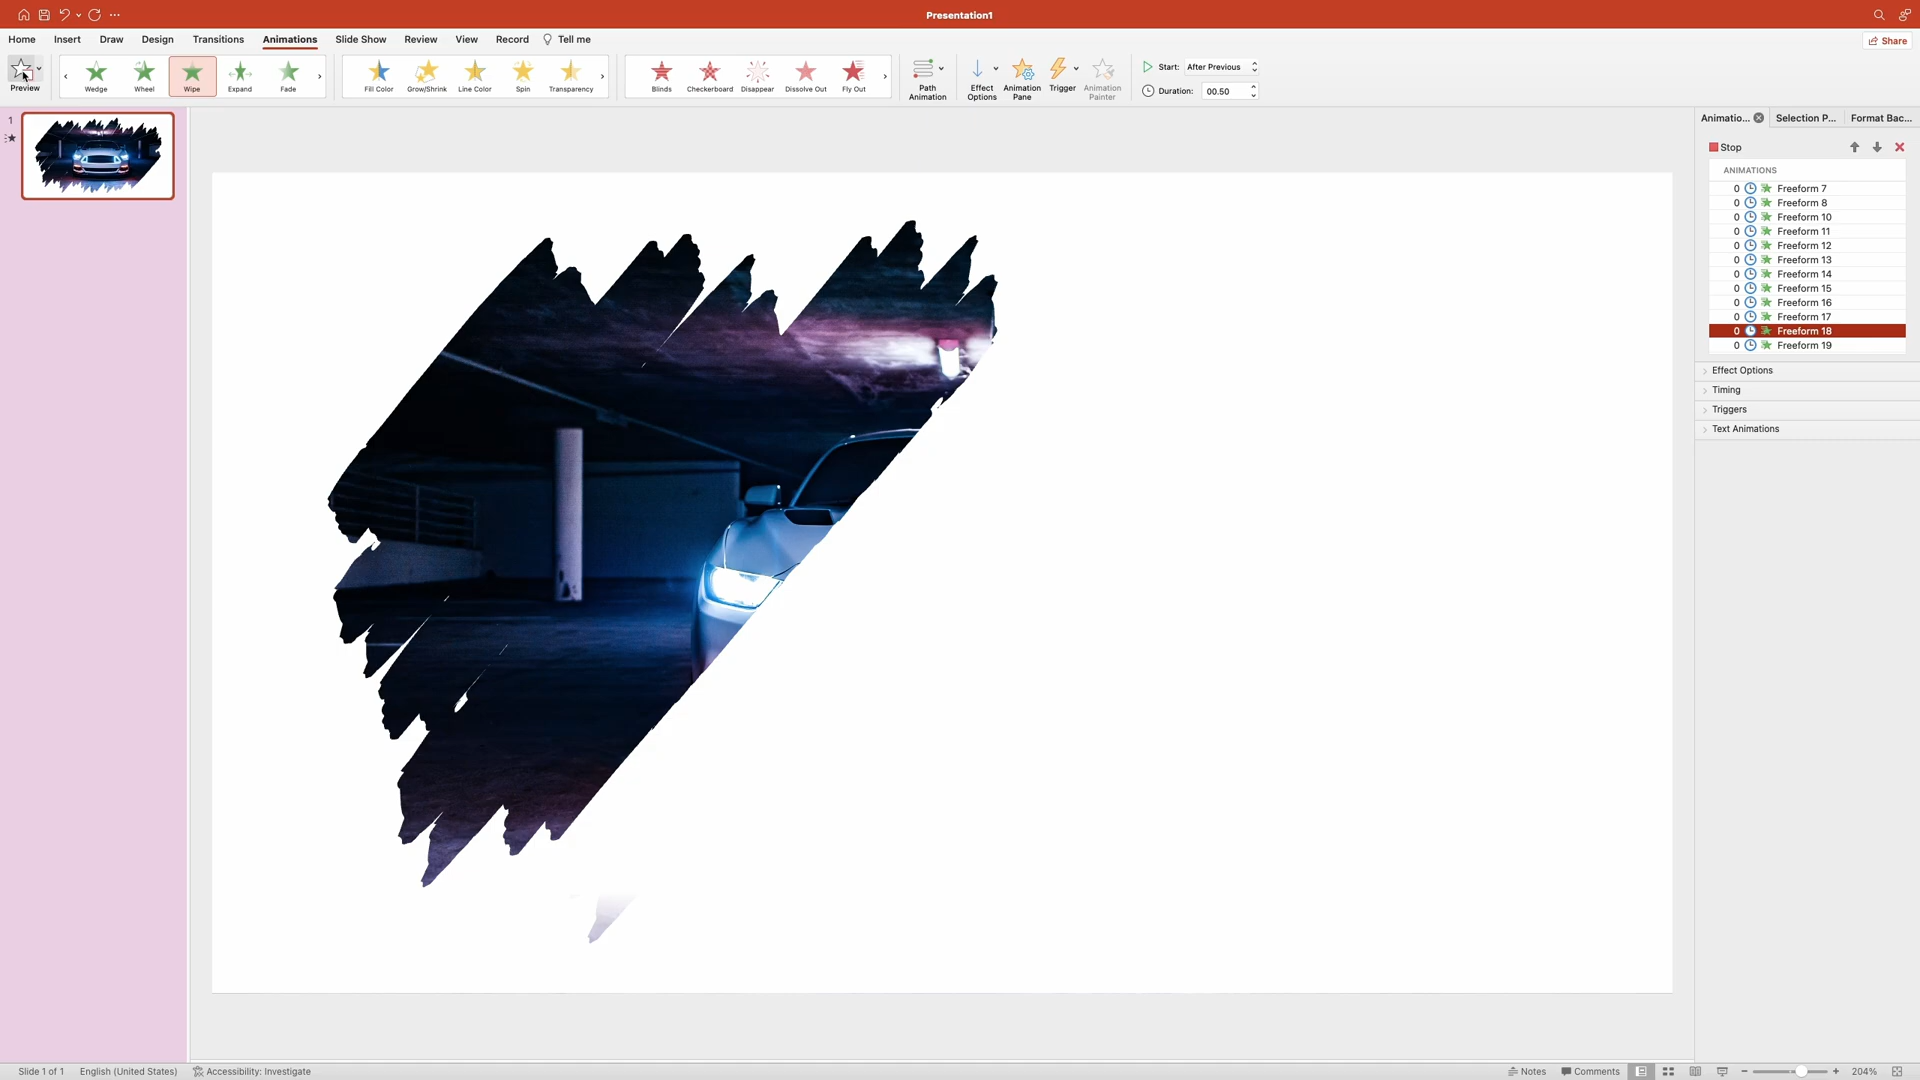 Presentation1
Home Insert Draw Design Transitions Animations Slide Show Review View Record Tell me
Share
Preview
Wedge Wheel Wipe Expand Fade
Fill Color Grow/Shrink Line Color Spin Transparency
Blinds Checkerboard Disappear Dissolve Out Fly Out
Path Animation
Effect Options
Animation Pane
Trigger
Animation Painter
Start: After Previous
Duration: 00.50
1
Animatio... Selection P... Format Bac...
Stop
ANIMATIONS
0 Freeform 7
0 Freeform 8
0 Freeform 10
0 Freeform 11
0 Freeform 12
0 Freeform 13
0 Freeform 14
0 Freeform 15
0 Freeform 16
0 Freeform 17
0 Freeform 18
0 Freeform 19
Effect Options
Timing
Triggers
Text Animations
Slide 1 of 1 English (United States) Accessibility: Investigate Notes Comments 204%